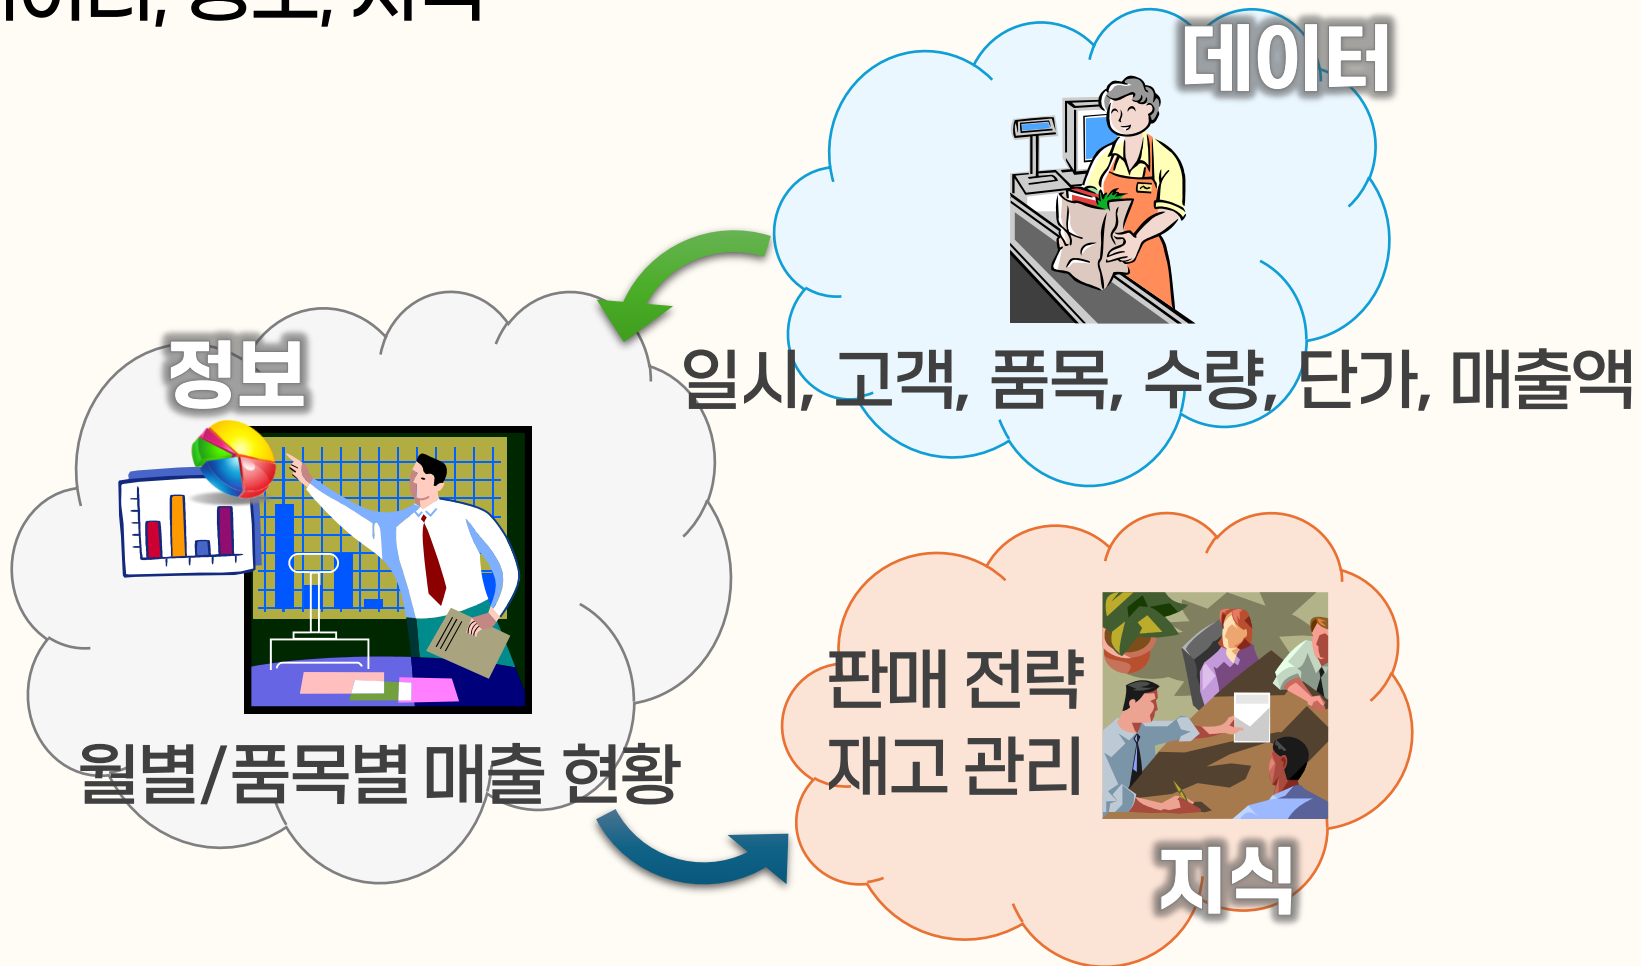 데이터
일시, 고객, 품목, 수량, 단가, 매출액
정보
월별/품목별 매출 현황
판매 전략
재고 관리
지식